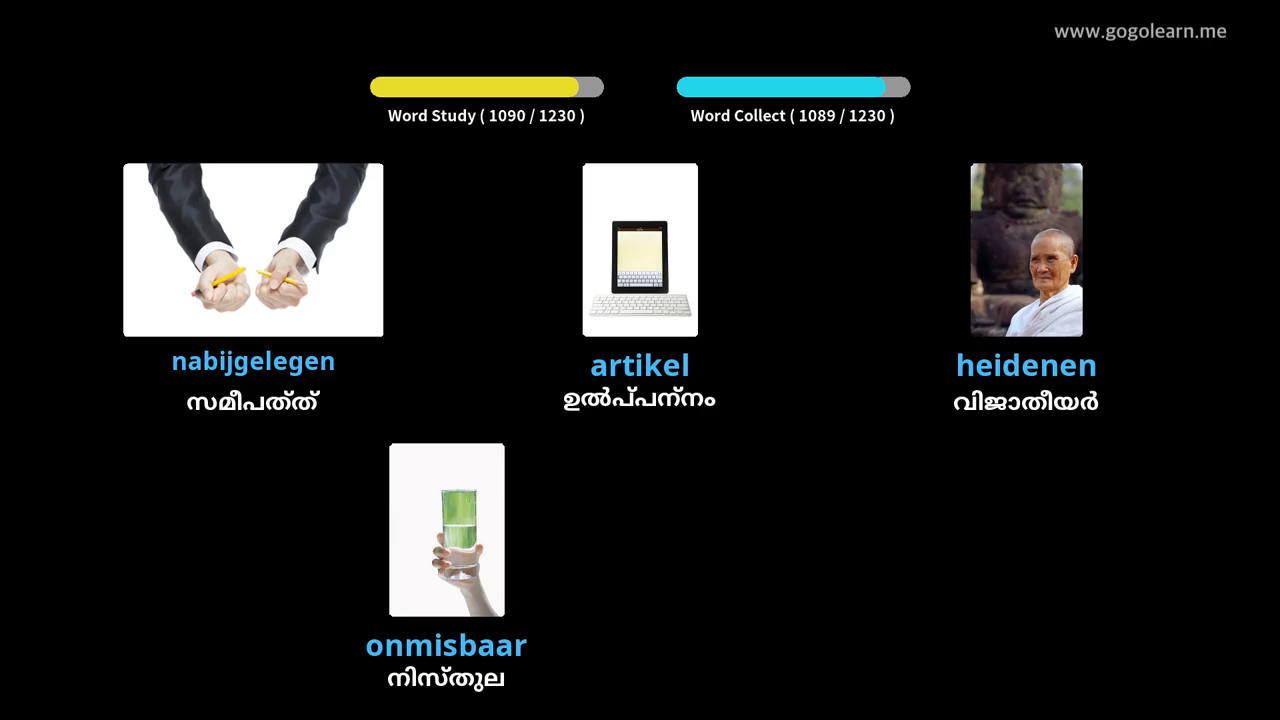 www.gogolearn.me
Word Study ( 1090 / 1230 )
Word Collect ( 1089 / 1230 )
nabijgelegen
സമീപത്ത്
artikel
ഉൽപ്പന്നം
heidenen
വിജാതീയർ
onmisbaar
നിസ്തുല